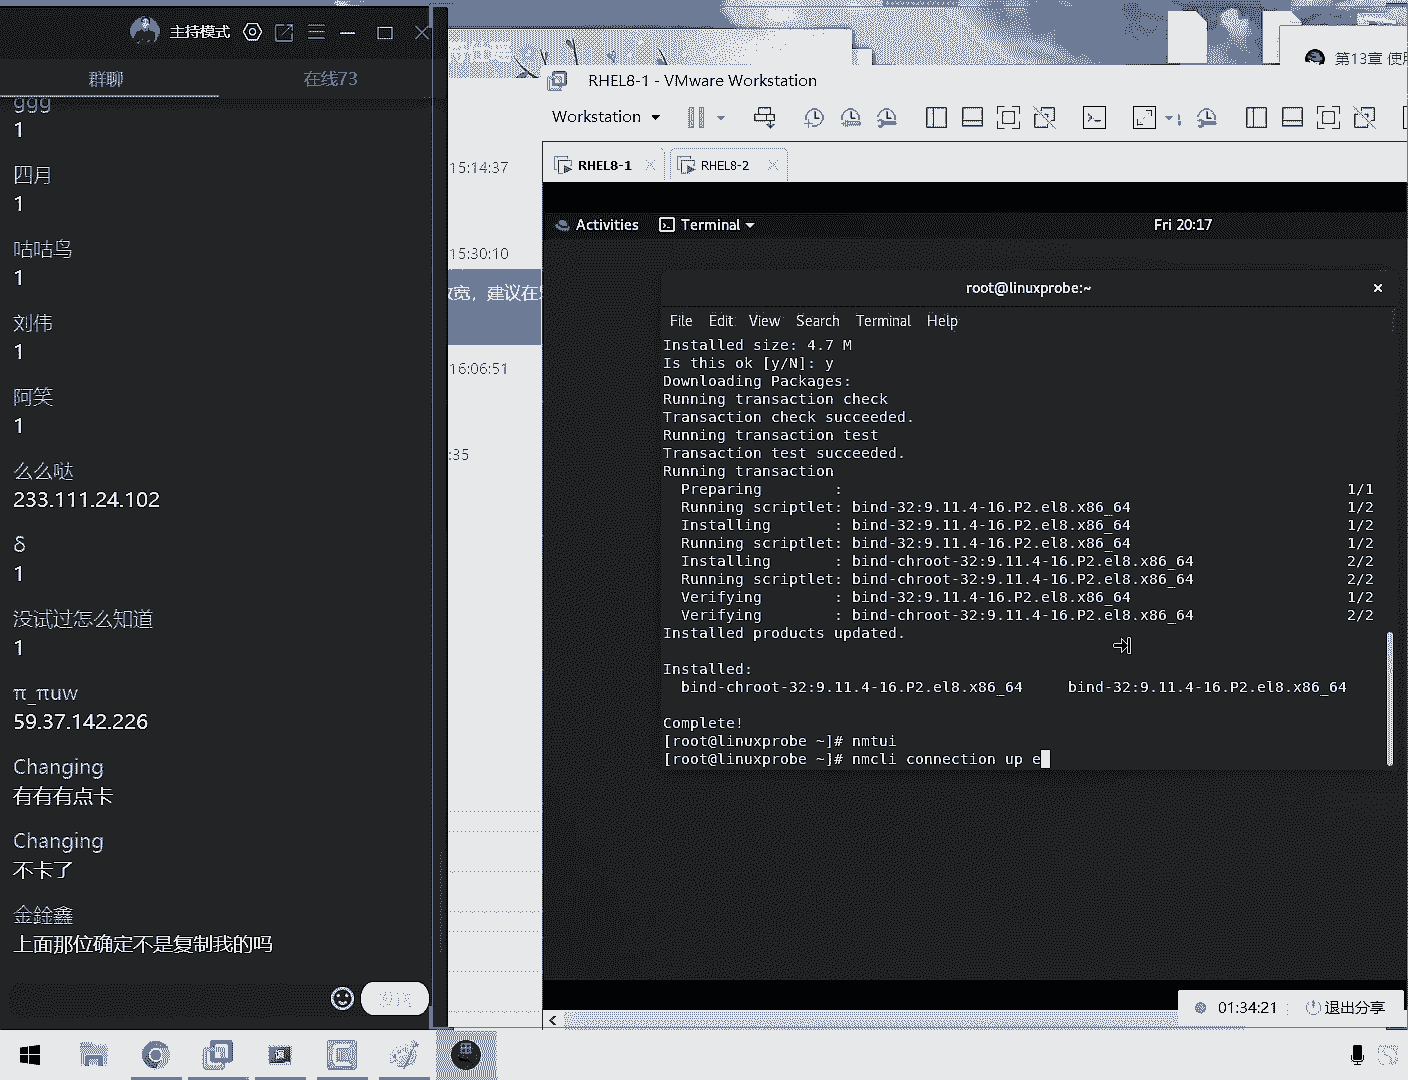 主持模式
群聊
在线73
ggg
1
四月
1
咕咕鸟
1
刘伟
1
阿笑
1
么么哒
233.111.24.102
δ
1
没试过怎么知道
1
π_πuw
59.37.142.226
Changing
有有有点卡
Changing
不卡了
金銓鑫
上面那位确定不是复制我的吗
15:14:37
15:30:10
宽，建议在
16:06:51
:35
第13章 使用
RHEL8-1 - VMware Workstation
Workstation
RHEL8-1
RHEL8-2
Activities
Terminal
Fri 20:17
root@linuxprobe:~
File Edit View Search Terminal Help
Installed size: 4.7 M
Is this ok [y/N]: y
Downloading Packages:
Running transaction check
Transaction check succeeded.
Running transaction test
Transaction test succeeded.
Running transaction
Preparing : 1/1
Running scriptlet: bind-32:9.11.4-16.P2.el8.x86_64 1/2
Installing : bind-32:9.11.4-16.P2.el8.x86_64 1/2
Running scriptlet: bind-32:9.11.4-16.P2.el8.x86_64 1/2
Installing : bind-chroot-32:9.11.4-16.P2.el8.x86_64 2/2
Running scriptlet: bind-chroot-32:9.11.4-16.P2.el8.x86_64 2/2
Verifying : bind-32:9.11.4-16.P2.el8.x86_64 1/2
Verifying : bind-chroot-32:9.11.4-16.P2.el8.x86_64 2/2
Installed products updated.
Installed:
bind-chroot-32:9.11.4-16.P2.el8.x86_64 bind-32:9.11.4-16.P2.el8.x86_64
Complete!
[root@linuxprobe ~]# nmtui
[root@linuxprobe ~]# nmcli connection up e
01:34:21
退出分享